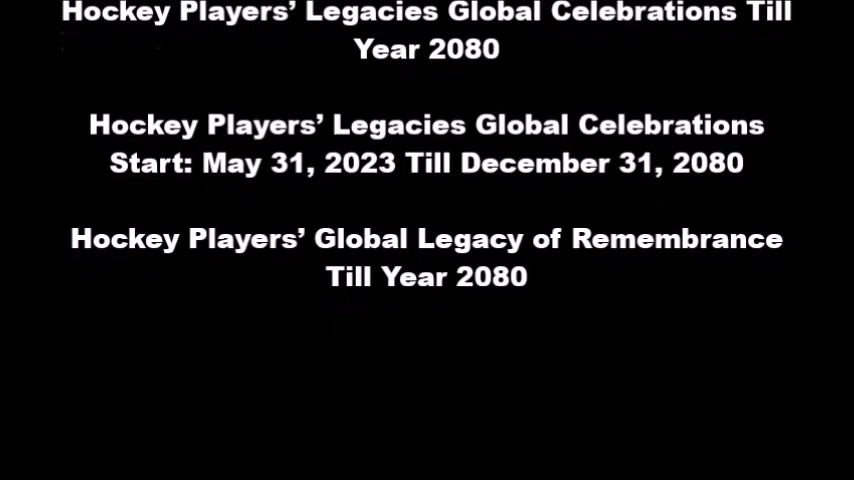 Hockey Players’ Legacies Global Celebrations Till
Year 2080
Hockey Players’ Legacies Global Celebrations
Start: May 31, 2023 Till December 31, 2080
Hockey Players’ Global Legacy of Remembrance
Till Year 2080